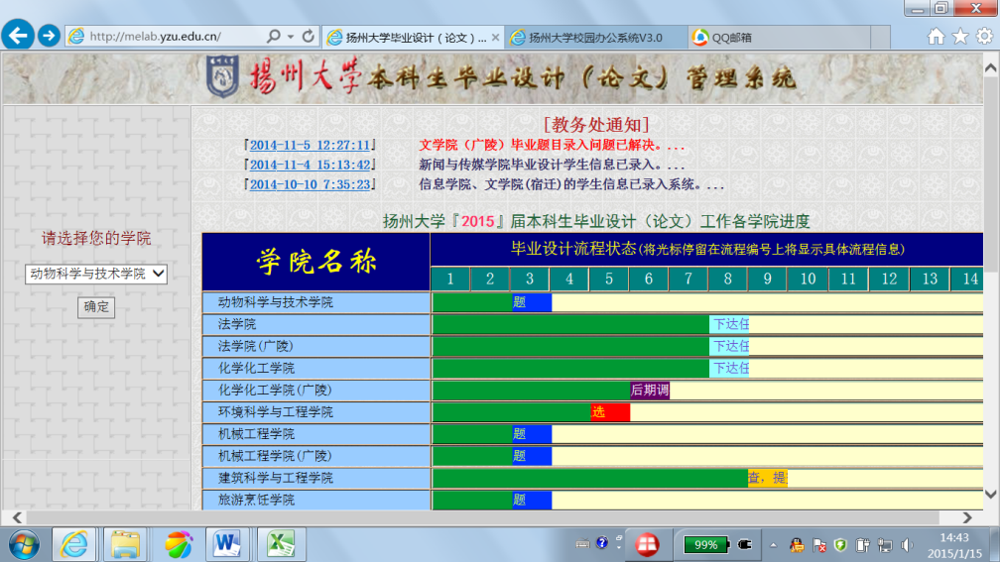 http://melab.yzu.edu.cn/
扬州大学毕业设计（论文）...
扬州大学校园办公系统V3.0
QQ邮箱
揚州大学本科生毕业设计（论文）管理系统
[教务处通知]
『2014-11-5 12:27:11』 文学院（广陵）毕业题目录入问题已解决。...
『2014-11-4 15:13:42』 新闻与传媒学院毕业设计学生信息已录入。...
『2014-10-10 7:35:23』 信息学院、文学院(宿迁)的学生信息已录入系统。...
扬州大学『2015』届本科生毕业设计（论文）工作各学院进度
请选择您的学院
动物科学与技术学院
确定
学院名称
毕业设计流程状态(将光标停留在流程编号上将显示具体流程信息)
1 2 3 4 5 6 7 8 9 10 11 12 13 14
动物科学与技术学院 题
法学院 下达任
法学院(广陵) 下达任
化学化工学院 下达任
化学化工学院(广陵) 后期调
环境科学与工程学院 选
机械工程学院 题
机械工程学院(广陵) 题
建筑科学与工程学院 查，提
旅游烹饪学院 题
99%
14:43
2015/1/15